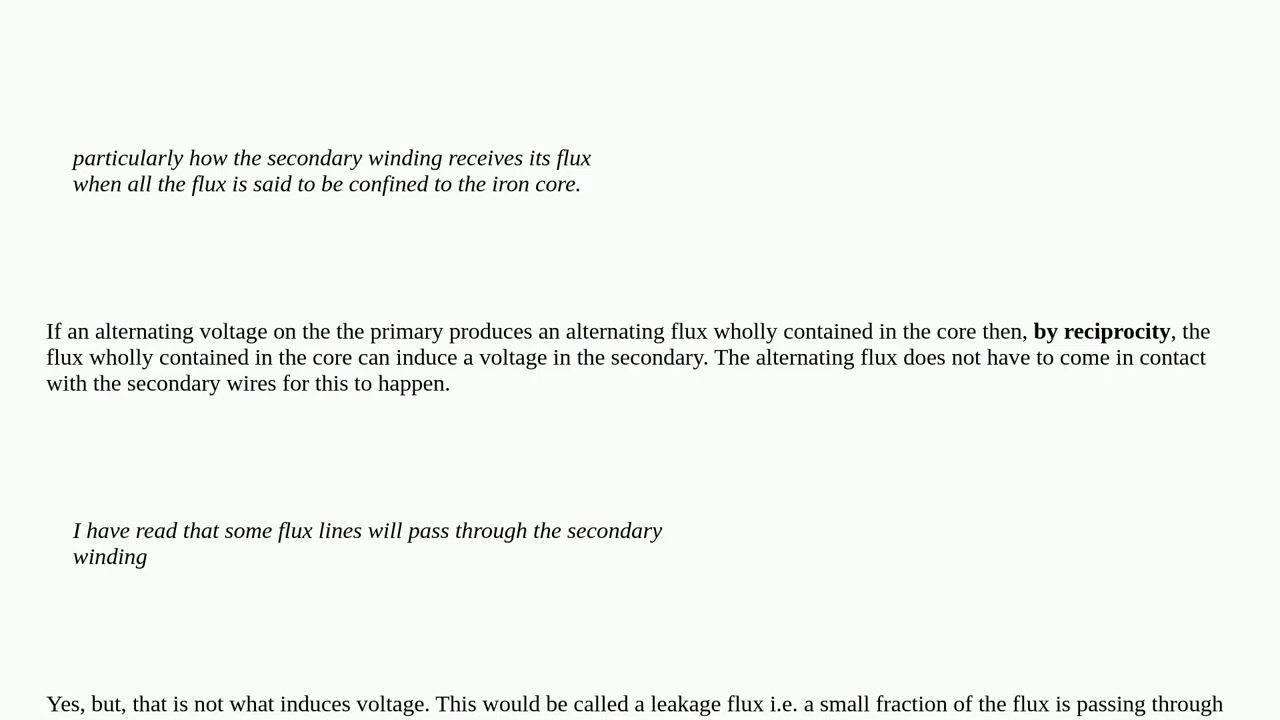 particularly how the secondary winding receives its flux
when all the flux is said to be confined to the iron core.
If an alternating voltage on the the primary produces an alternating flux wholly contained in the core then, by reciprocity, the
flux wholly contained in the core can induce a voltage in the secondary. The alternating flux does not have to come in contact
with the secondary wires for this to happen.
I have read that some flux lines will pass through the secondary
winding
Yes, but, that is not what induces voltage. This would be called a leakage flux i.e. a small fraction of the flux is passing through